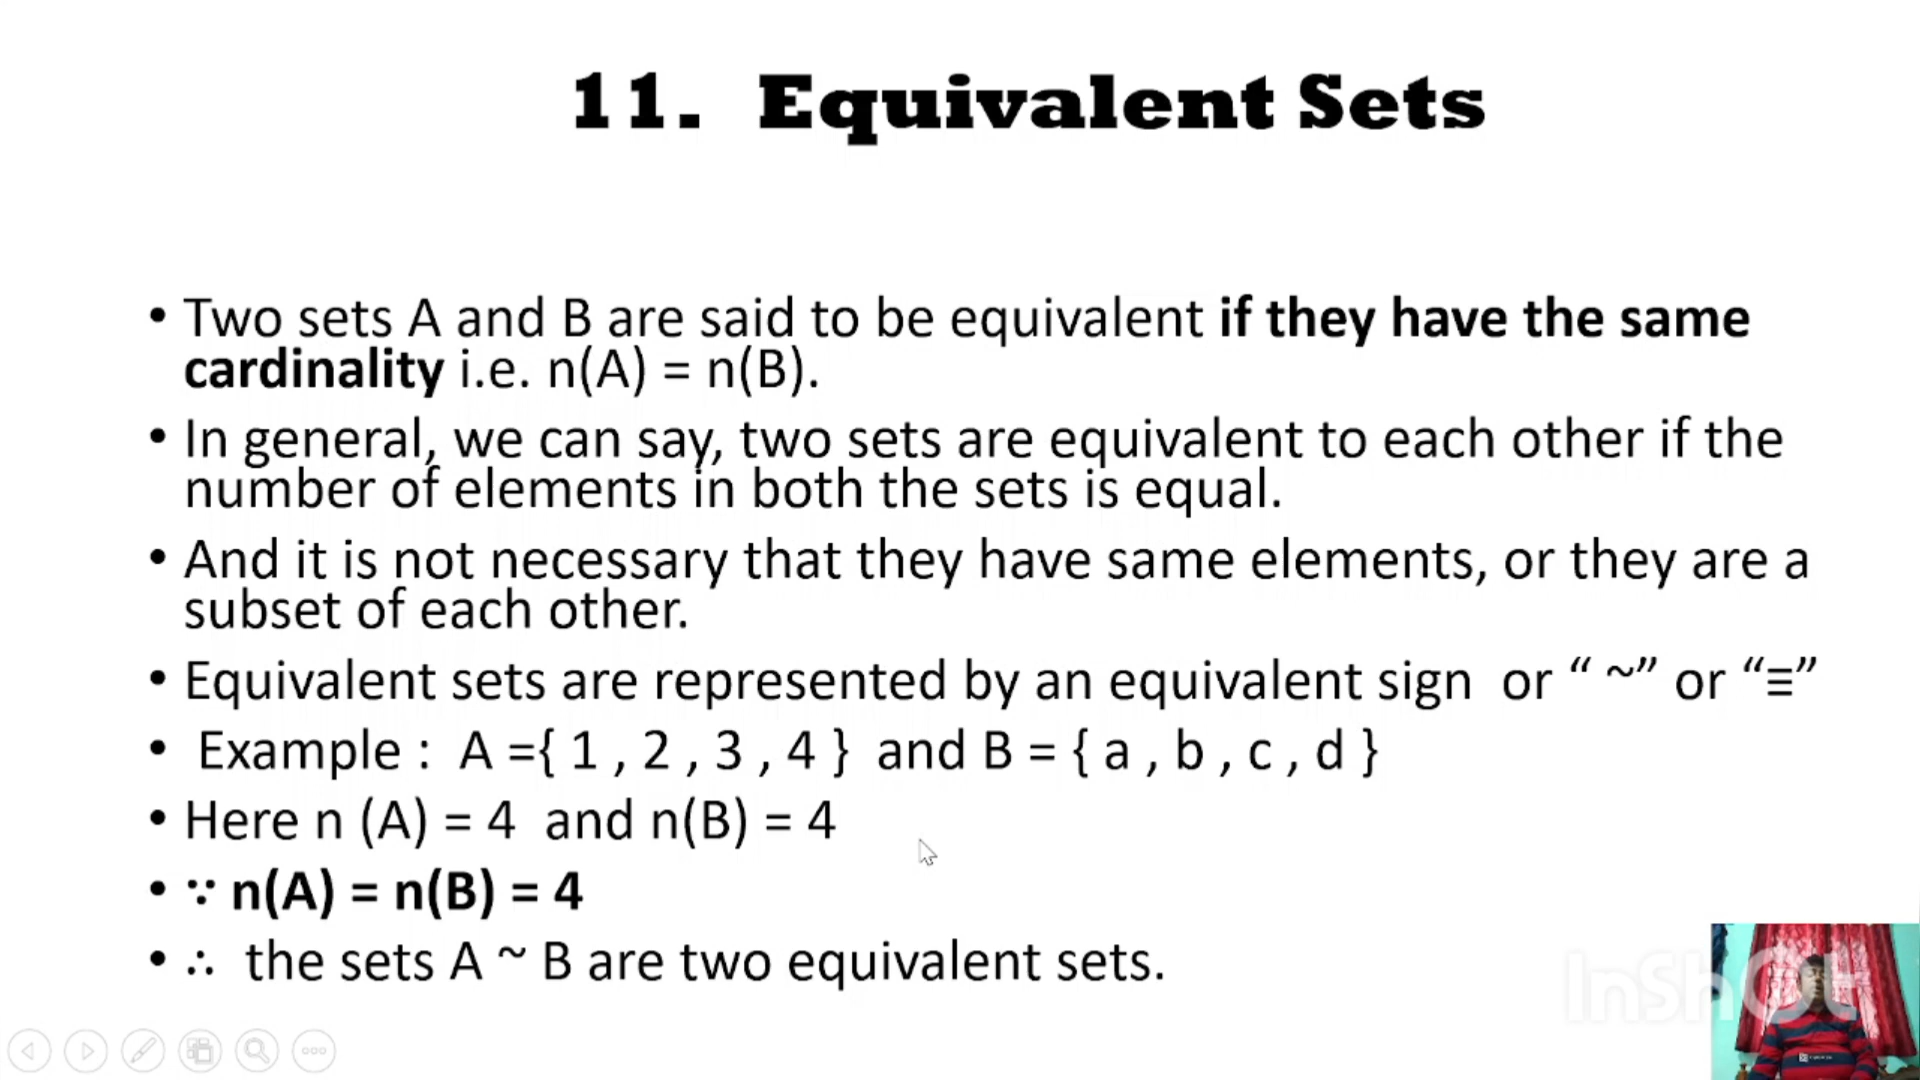 11. Equivalent Sets
• Two sets A and B are said to be equivalent if they have the same
cardinality i.e. n(A) = n(B).
• In general, we can say, two sets are equivalent to each other if the
number of elements in both the sets is equal.
• And it is not necessary that they have same elements, or they are a
subset of each other.
• Equivalent sets are represented by an equivalent sign or “ ~” or “≡”
• Example : A ={ 1 , 2 , 3 , 4 } and B = { a , b , c , d }
• Here n (A) = 4 and n(B) = 4
• ∵ n(A) = n(B) = 4
• ∴ the sets A ~ B are two equivalent sets.
InShOt